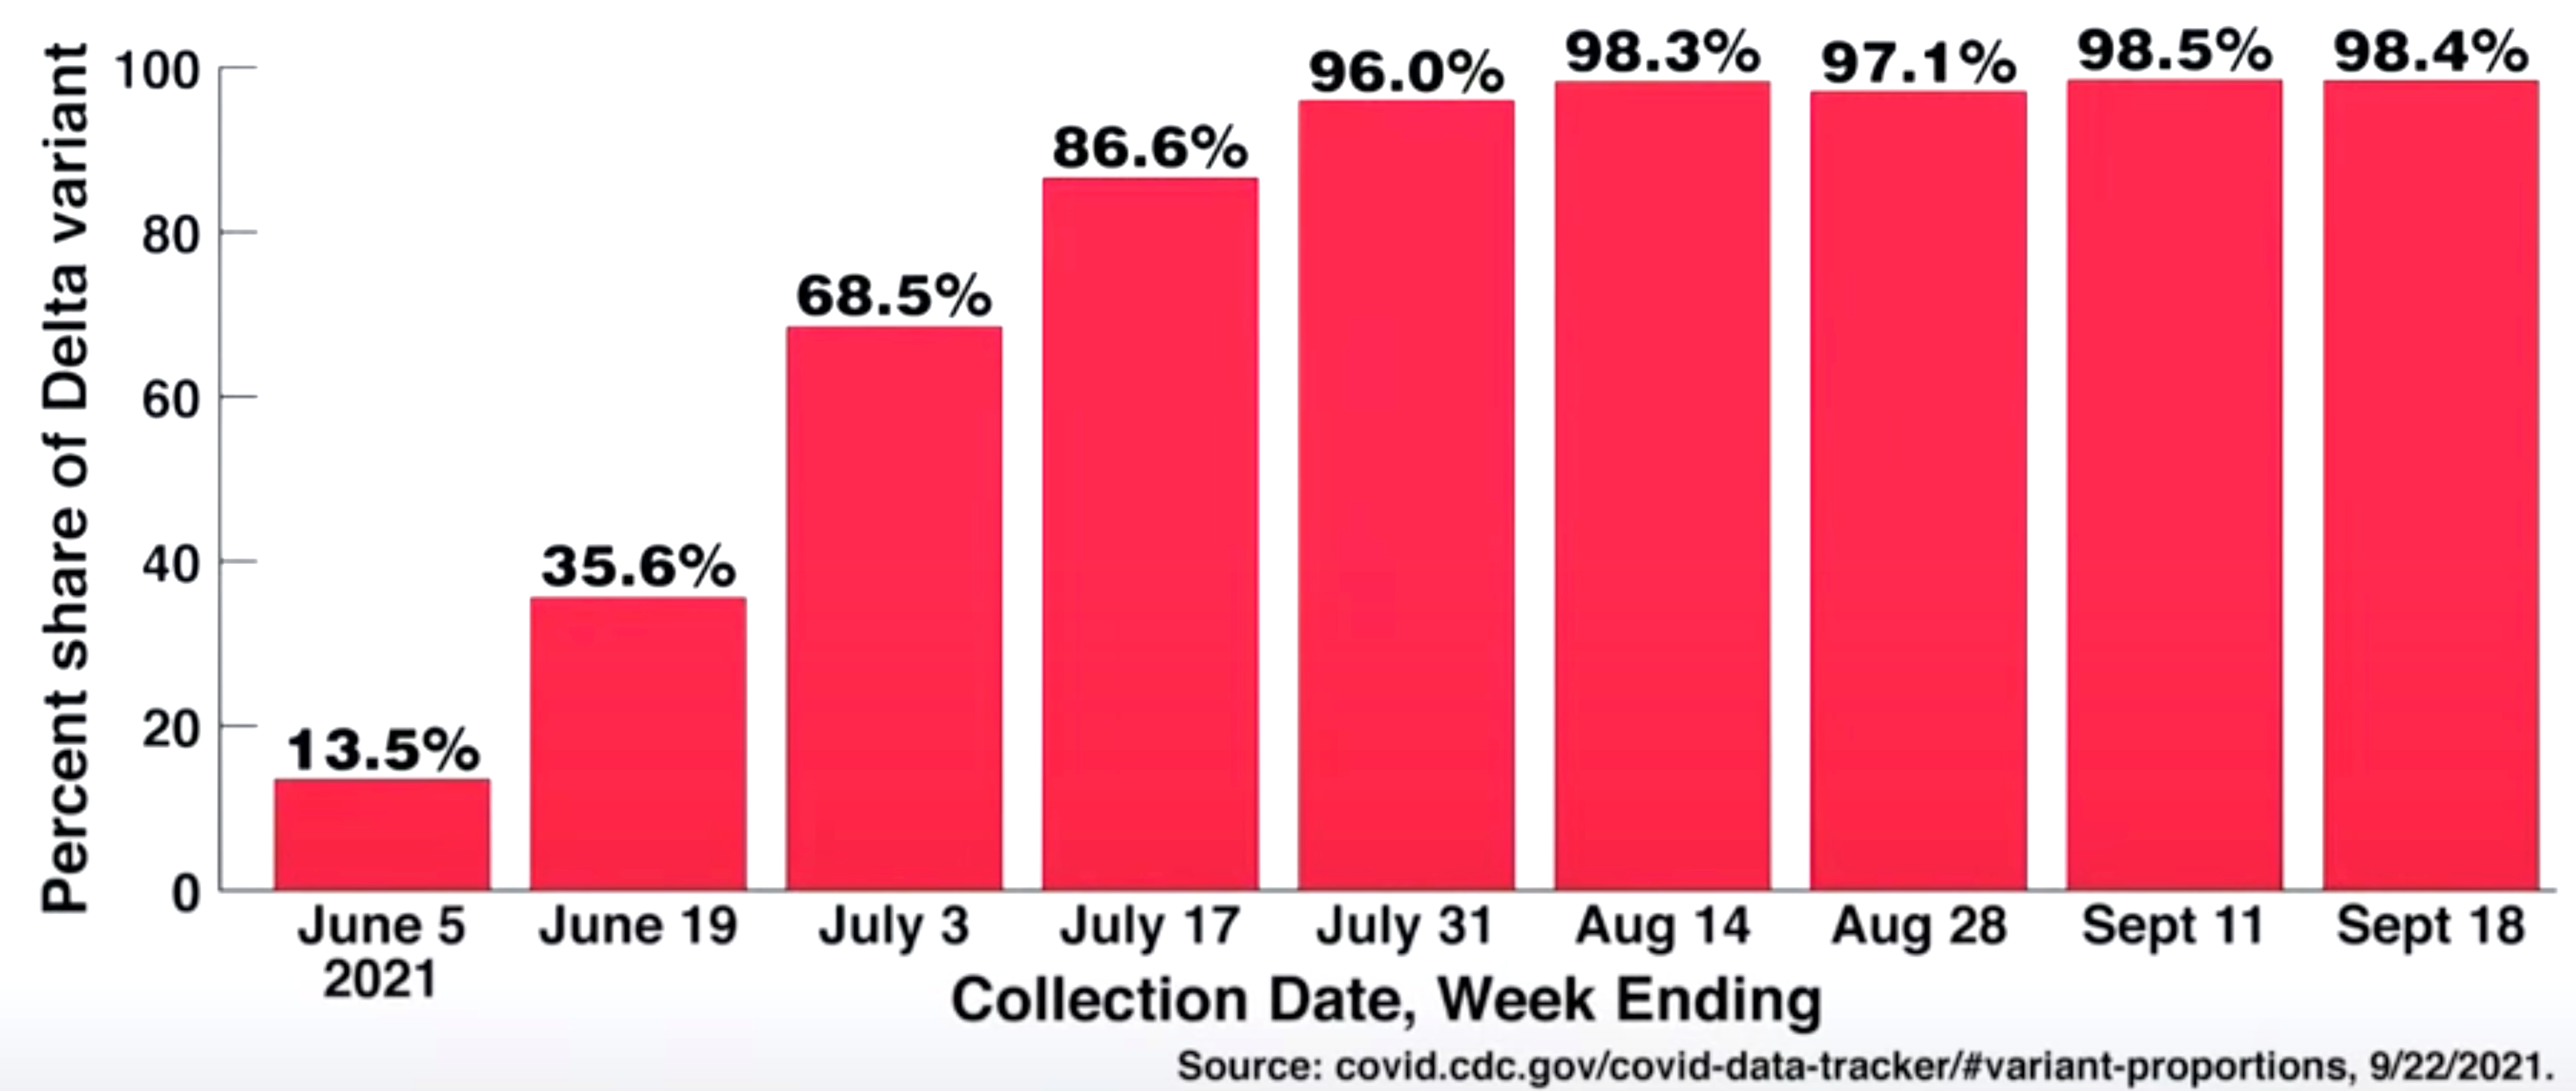 Percent share of Delta variant
100
80
60
40
20
0
13.5%
35.6%
68.5%
86.6%
96.0%
98.3%
97.1%
98.5%
98.4%
June 5
2021
June 19
July 3
July 17
July 31
Aug 14
Aug 28
Sept 11
Sept 18
Collection Date, Week Ending
Source: covid.cdc.gov/covid-data-tracker/#variant-proportions, 9/22/2021.